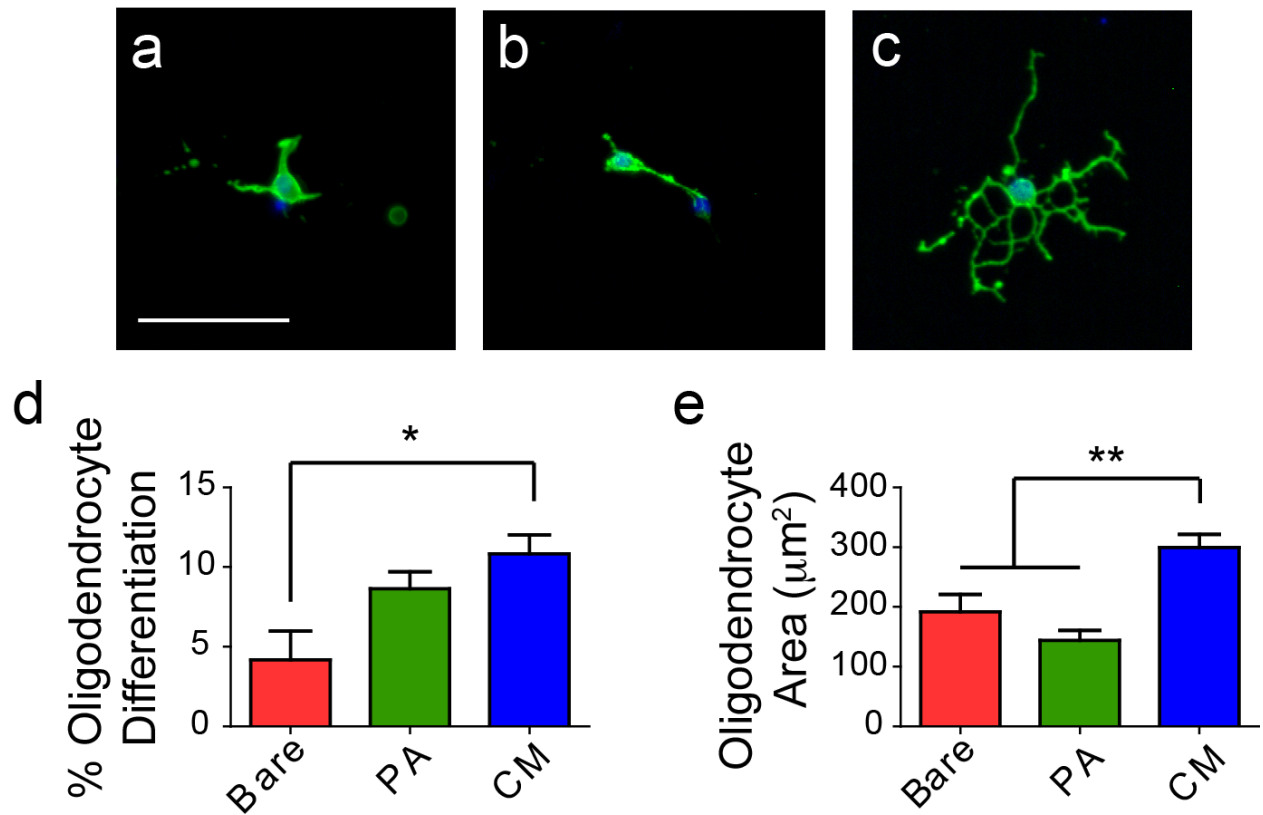 a
b
c
d
% Oligodendrocyte
Differentiation
*
15
10
5
0
Bare
PA
CM
e
Oligodendrocyte
Area (μm²)
**
400
300
200
100
0
Bare
PA
CM